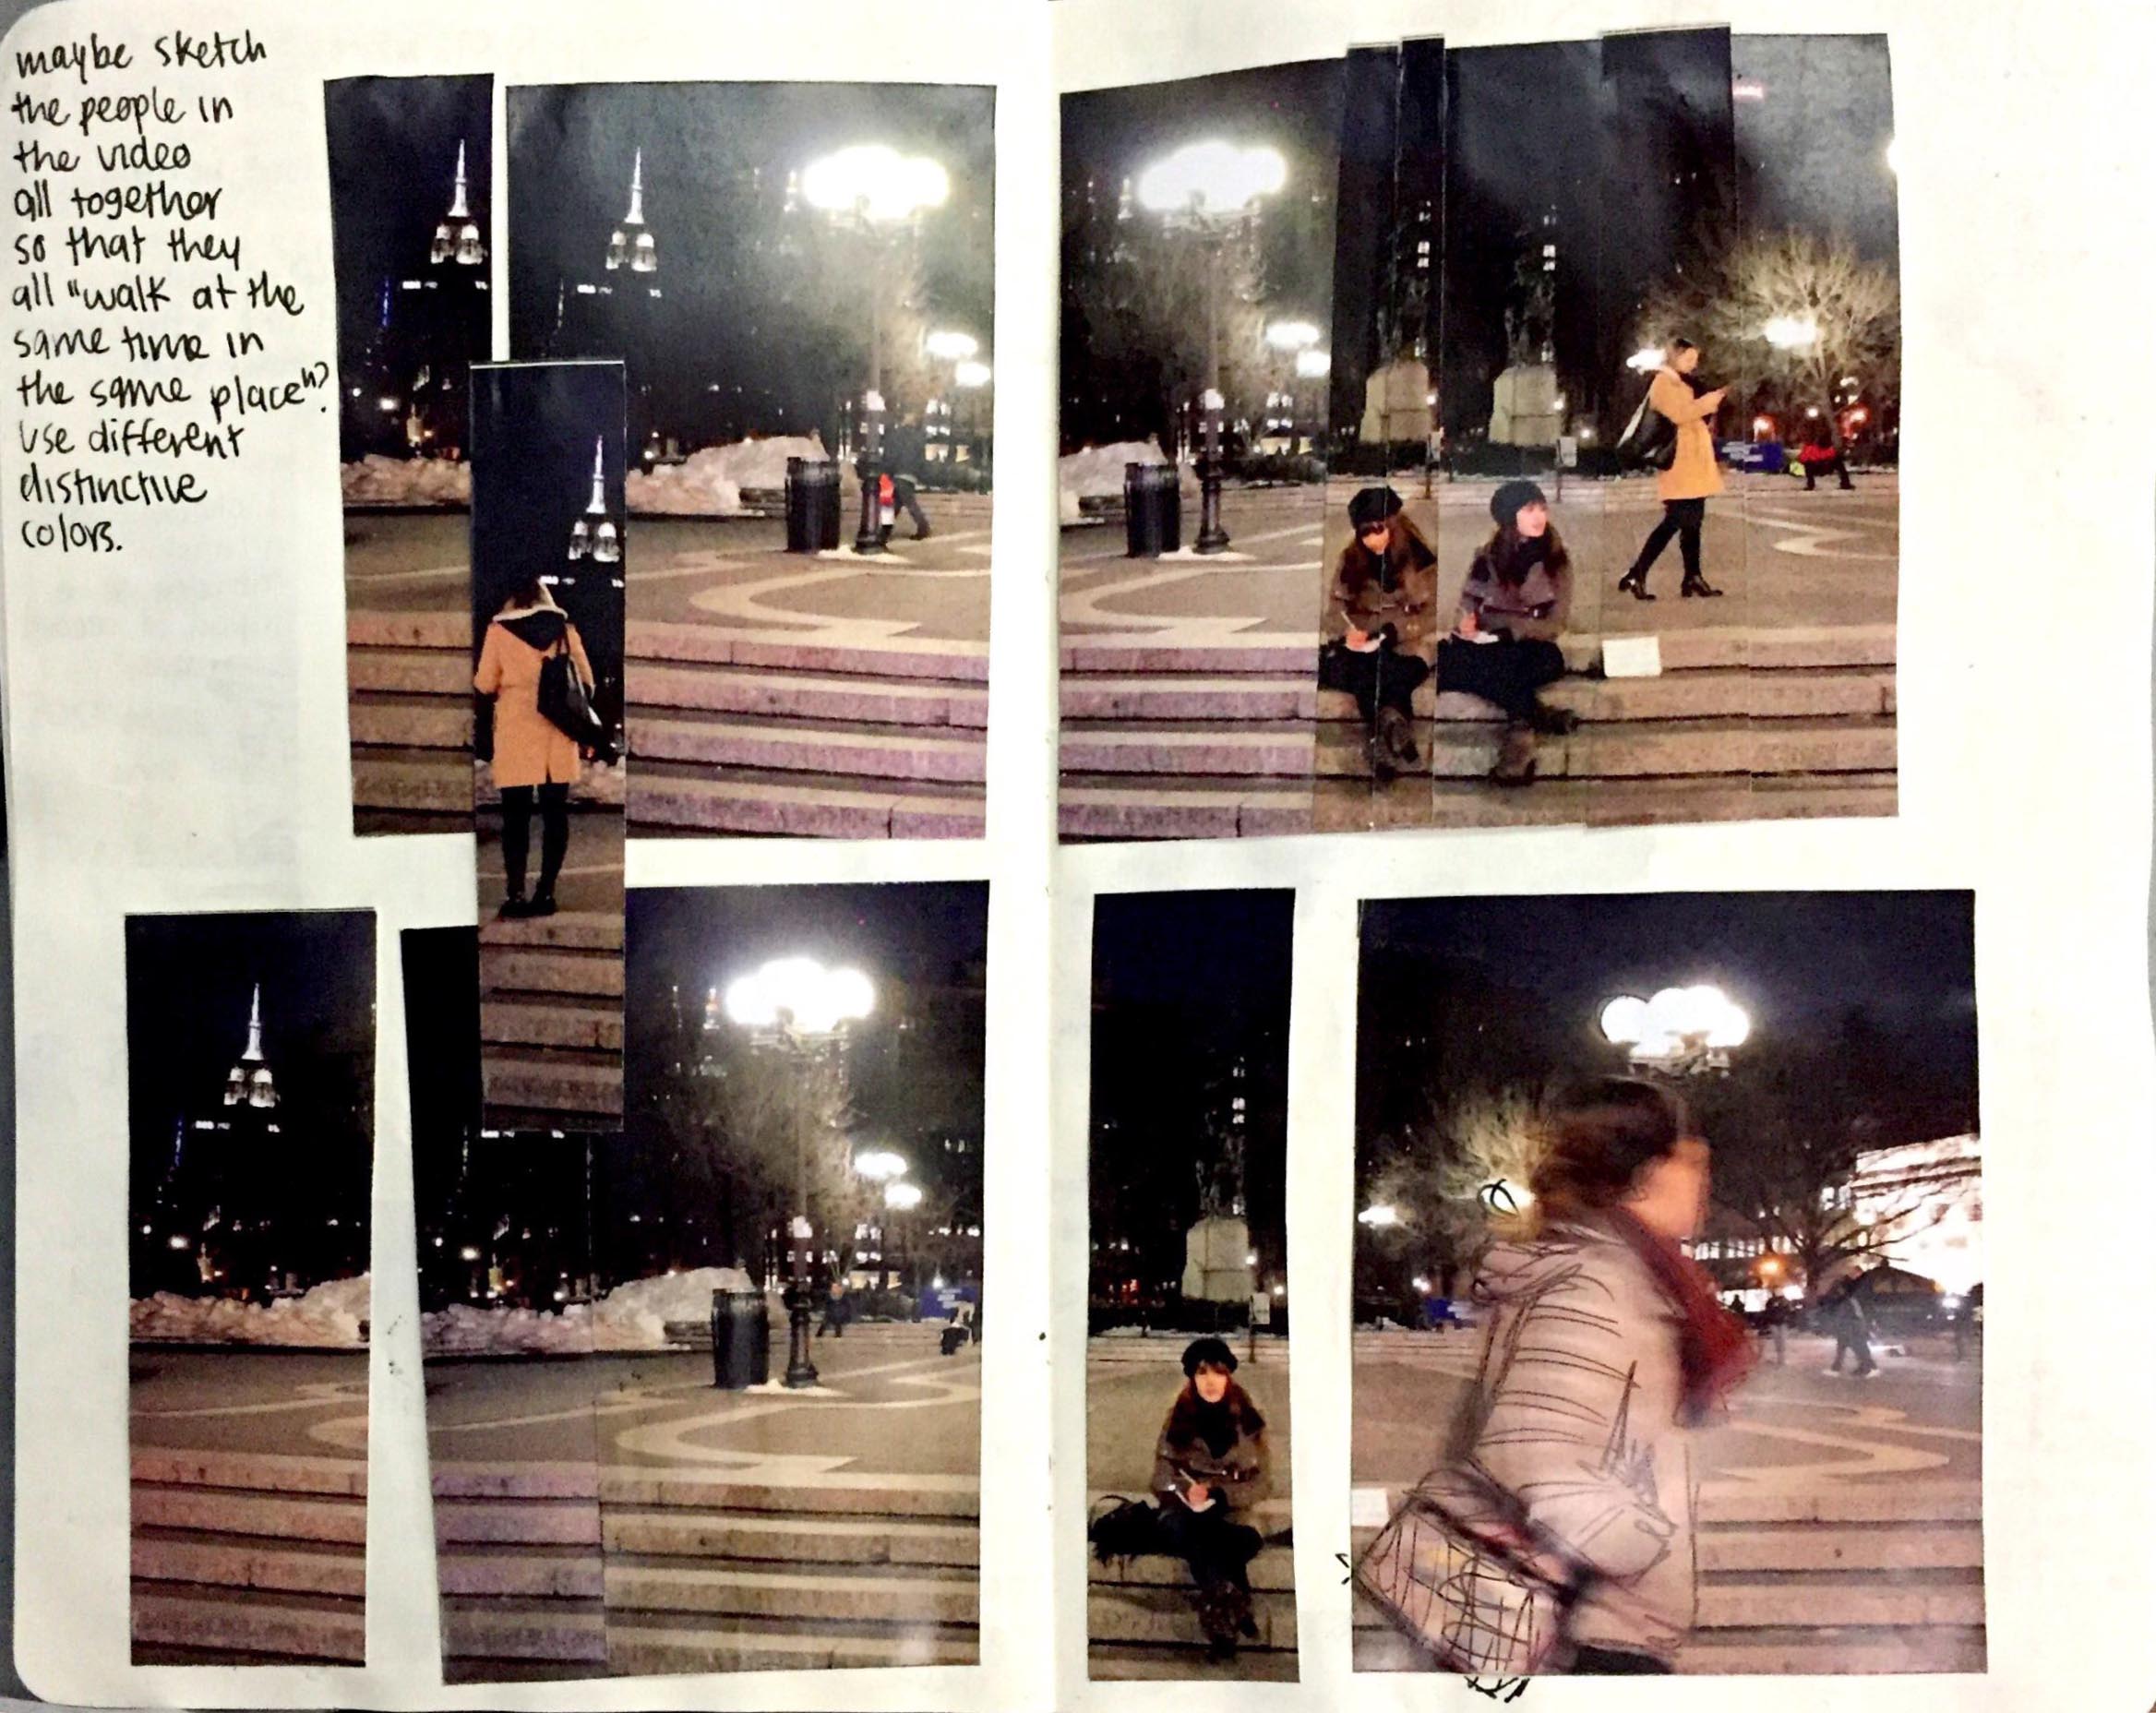 maybe sketch
the people in
the video
all together
so that they
all "walk at the
same time in
the same place"?
Use different
distinctive
colors.